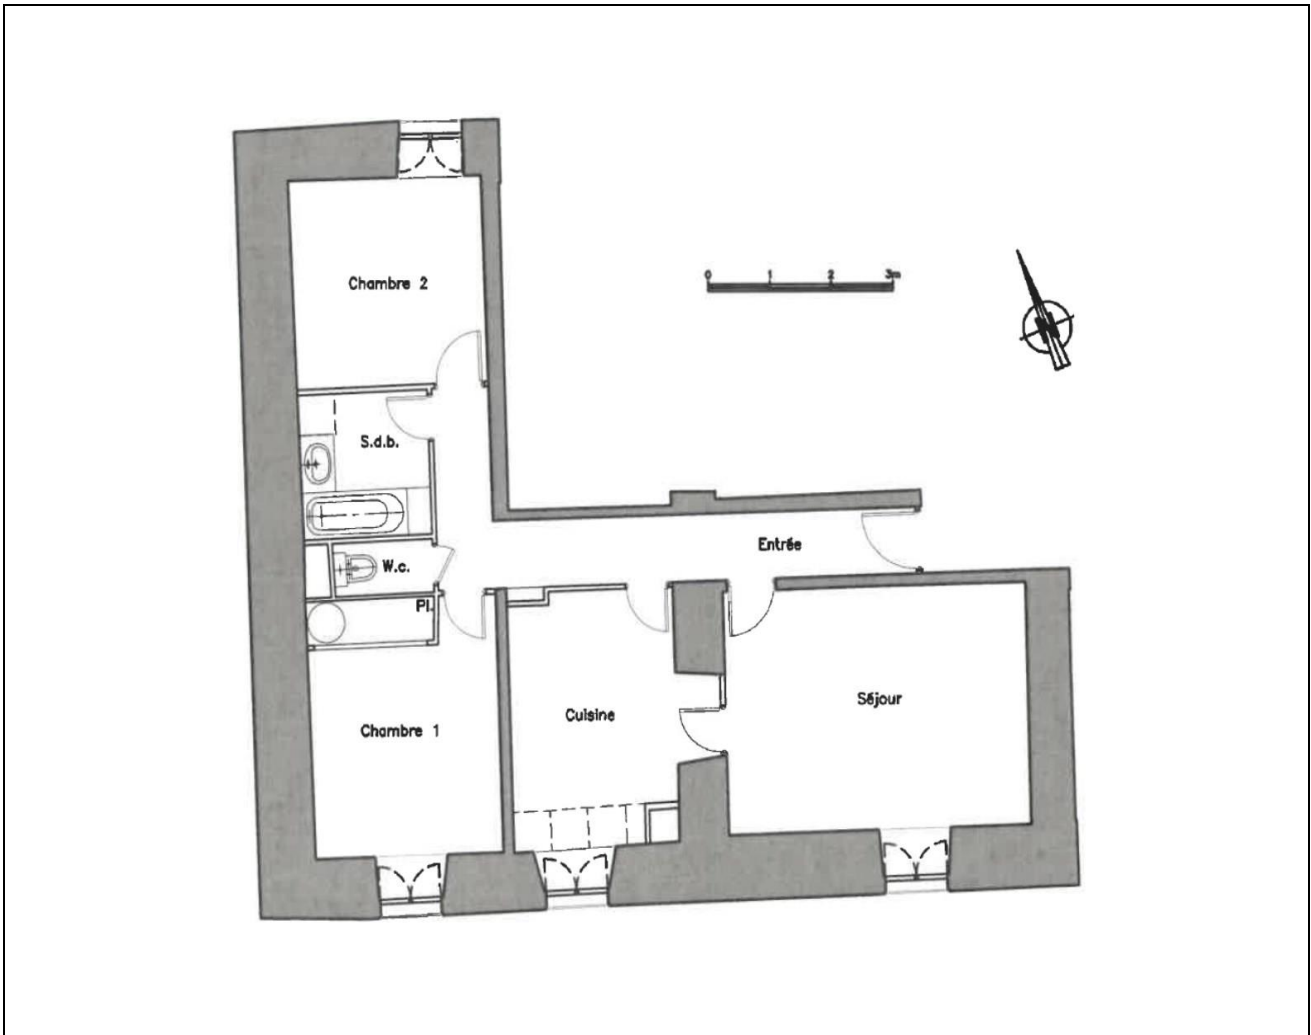 Chambre 2
0 1 2 3m
N
S.d.b.
Entrée
W.c.
Pl.
Séjour
Cuisine
Chambre 1